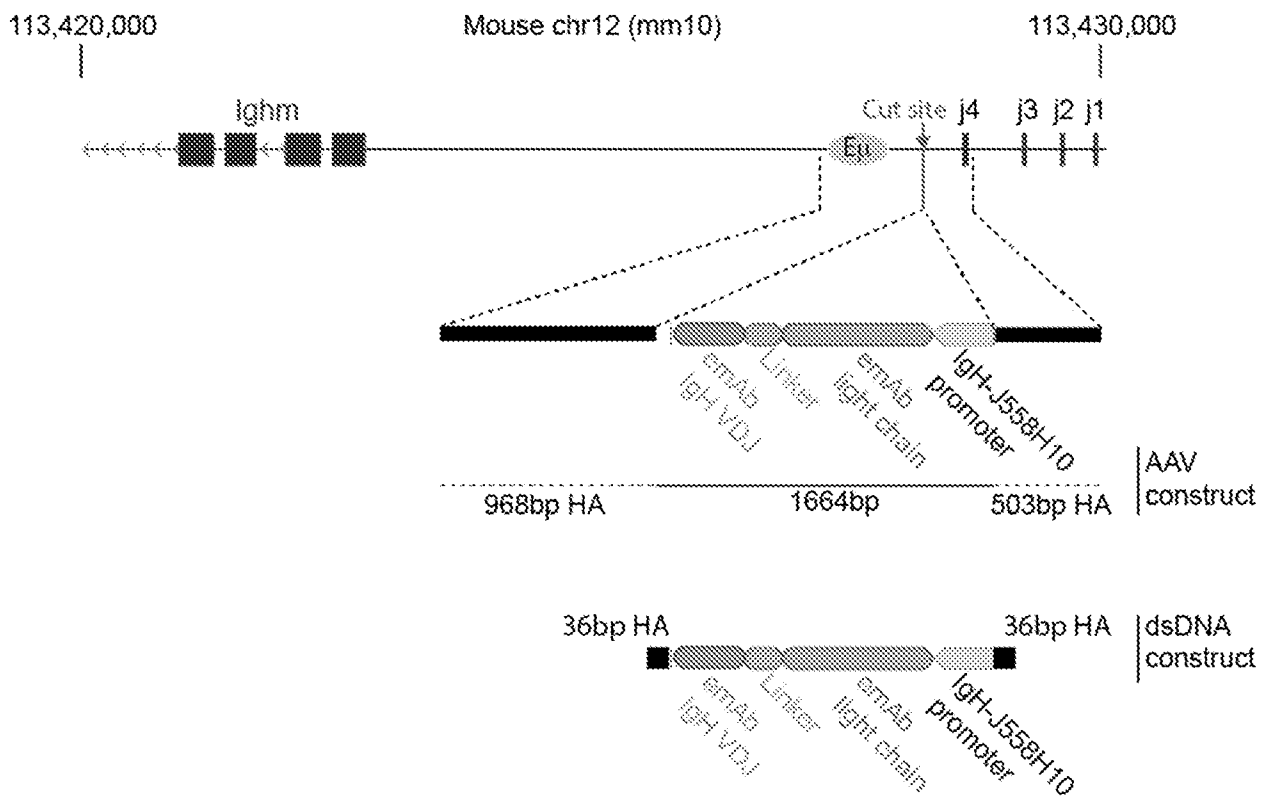 113,420,000 Mouse chr12 (mm10) 113,430,000
Ighm Cut site j4 j3 j2 j1
Eμ
emAb
IgH VDJ
Linker
emAb
light chain
IgH-J558H10
promoter
AAV
construct
968bp HA 1664bp 503bp HA
36bp HA 36bp HA
dsDNA
construct
emAb
IgH VDJ
Linker
emAb
light chain
IgH-J558H10
promoter